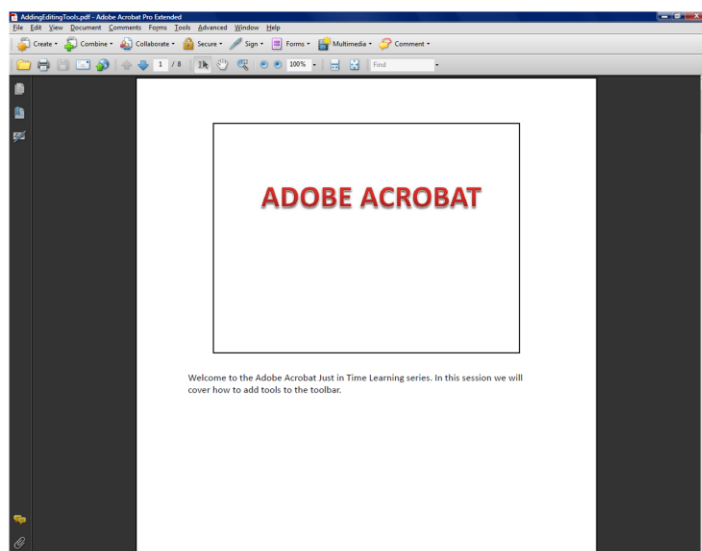 AddingEditingTools.pdf - Adobe Acrobat Pro Extended
File Edit View Document Comments Forms Tools Advanced Window Help
Create Combine Collaborate Secure Sign Forms Multimedia Comment
1 / 8 100% Find
ADOBE ACROBAT
Welcome to the Adobe Acrobat Just in Time Learning series. In this session we will
cover how to add tools to the toolbar.